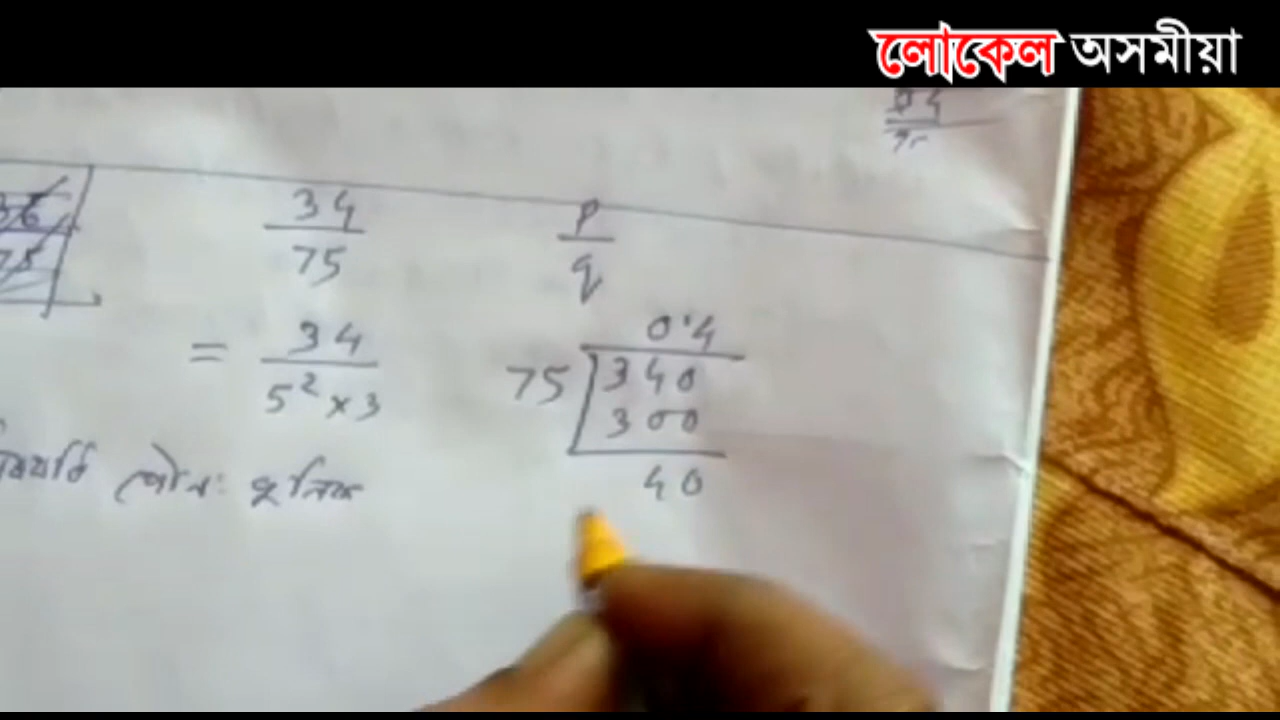 লোকেল অসমীয়া
34 P
75 q
= 34 0.4
5² × 3 75 340
300
40
পৌনঃপুনিক